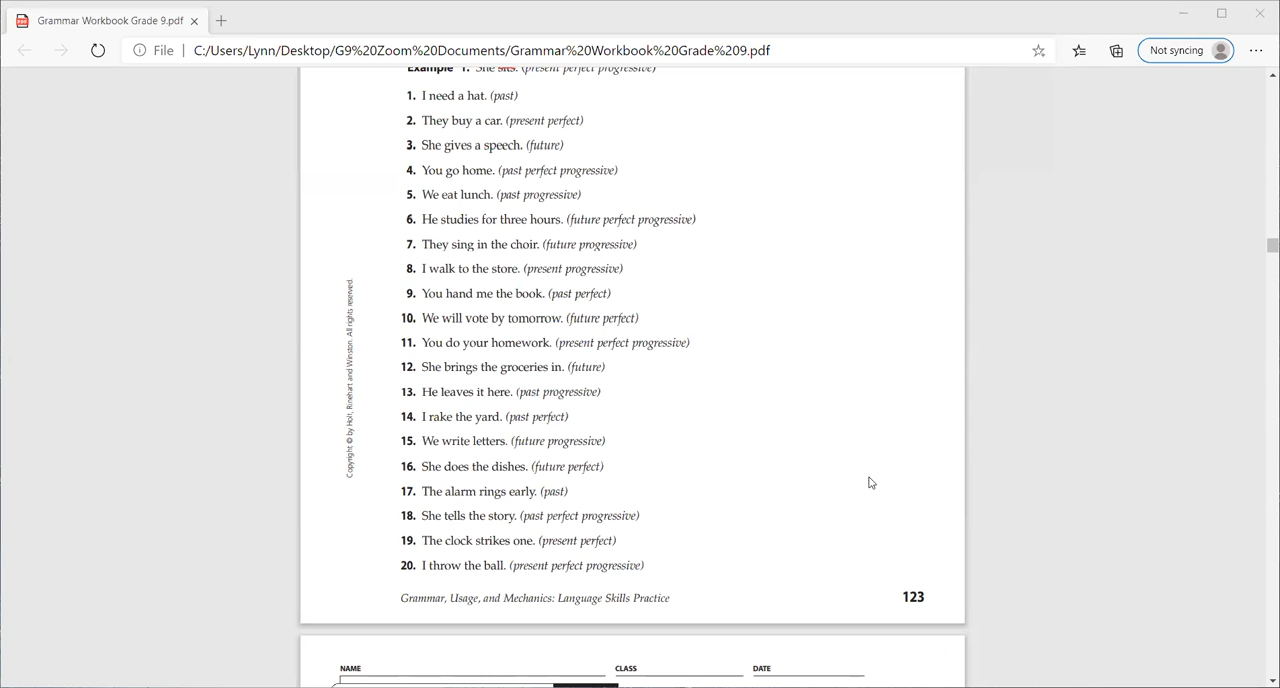 Grammar Workbook Grade 9.pdf
File | C:/Users/Lynn/Desktop/G9%20Zoom%20Documents/Grammar%20Workbook%20Grade%209.pdf
Not syncing
Example 1. She sits. (present perfect progressive)
1. I need a hat. (past)
2. They buy a car. (present perfect)
3. She gives a speech. (future)
4. You go home. (past perfect progressive)
5. We eat lunch. (past progressive)
6. He studies for three hours. (future perfect progressive)
7. They sing in the choir. (future progressive)
8. I walk to the store. (present progressive)
9. You hand me the book. (past perfect)
10. We will vote by tomorrow. (future perfect)
11. You do your homework. (present perfect progressive)
12. She brings the groceries in. (future)
13. He leaves it here. (past progressive)
14. I rake the yard. (past perfect)
15. We write letters. (future progressive)
16. She does the dishes. (future perfect)
17. The alarm rings early. (past)
18. She tells the story. (past perfect progressive)
19. The clock strikes one. (present perfect)
20. I throw the ball. (present perfect progressive)
Copyright © by Holt, Rinehart and Winston. All rights reserved.
Grammar, Usage, and Mechanics: Language Skills Practice 123
NAME CLASS DATE